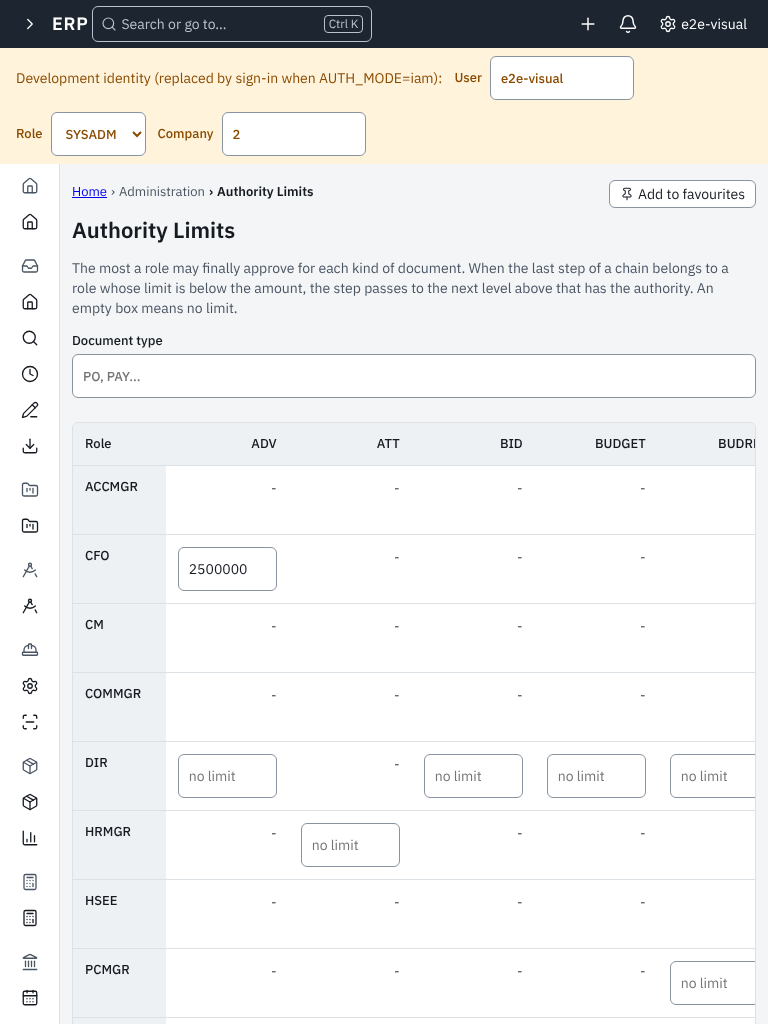 ERP
Search or go to... Ctrl K
e2e-visual
Development identity (replaced by sign-in when AUTH_MODE=iam): User e2e-visual
Role SYSADM Company 2
Home › Administration › Authority Limits
Add to favourites
Authority Limits
The most a role may finally approve for each kind of document. When the last step of a chain belongs to a
role whose limit is below the amount, the step passes to the next level above that has the authority. An
empty box means no limit.
Document type
PO, PAY...
Role ADV ATT BID BUDGET
ACCMGR - - - -
CFO 2500000 - - -
CM - - - -
COMMGR - - - -
DIR no limit - no limit no limit no limit
HRMGR - no limit - -
HSEE - - - -
PCMGR - - - - no limit